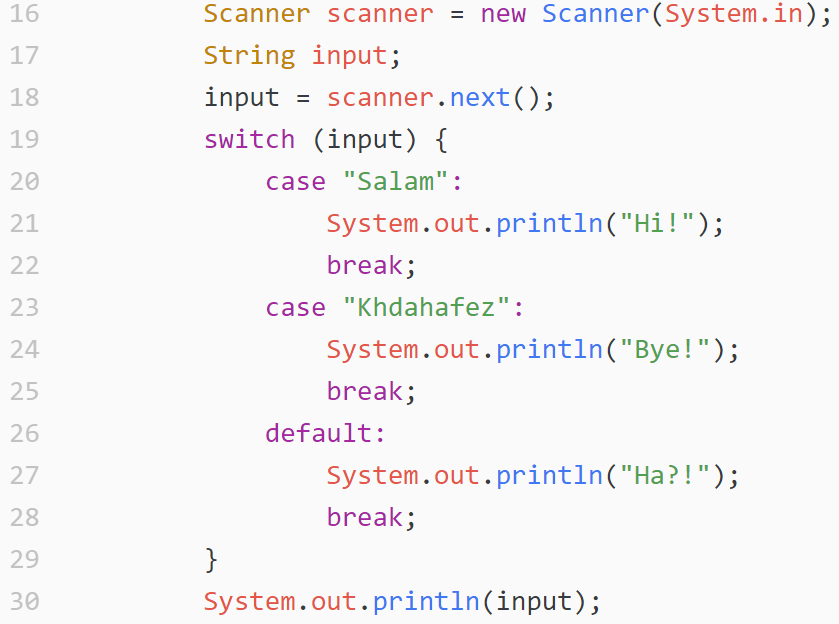 16 Scanner scanner = new Scanner(System.in);
17 String input;
18 input = scanner.next();
19 switch (input) {
20 case "Salam":
21 System.out.println("Hi!");
22 break;
23 case "Khdahafez":
24 System.out.println("Bye!");
25 break;
26 default:
27 System.out.println("Ha?!");
28 break;
29 }
30 System.out.println(input);